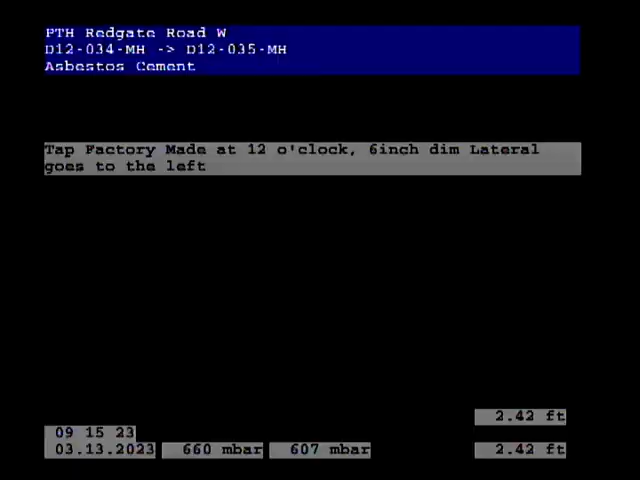 PTH Redgate Road W
D12-034-MH -> D12-035-MH
Asbestos Cement
Tap Factory Made at 12 o'clock, 6inch dim Lateral
goes to the left
2.42 ft
09 15 23
03.13.2023 660 mbar 607 mbar 2.42 ft